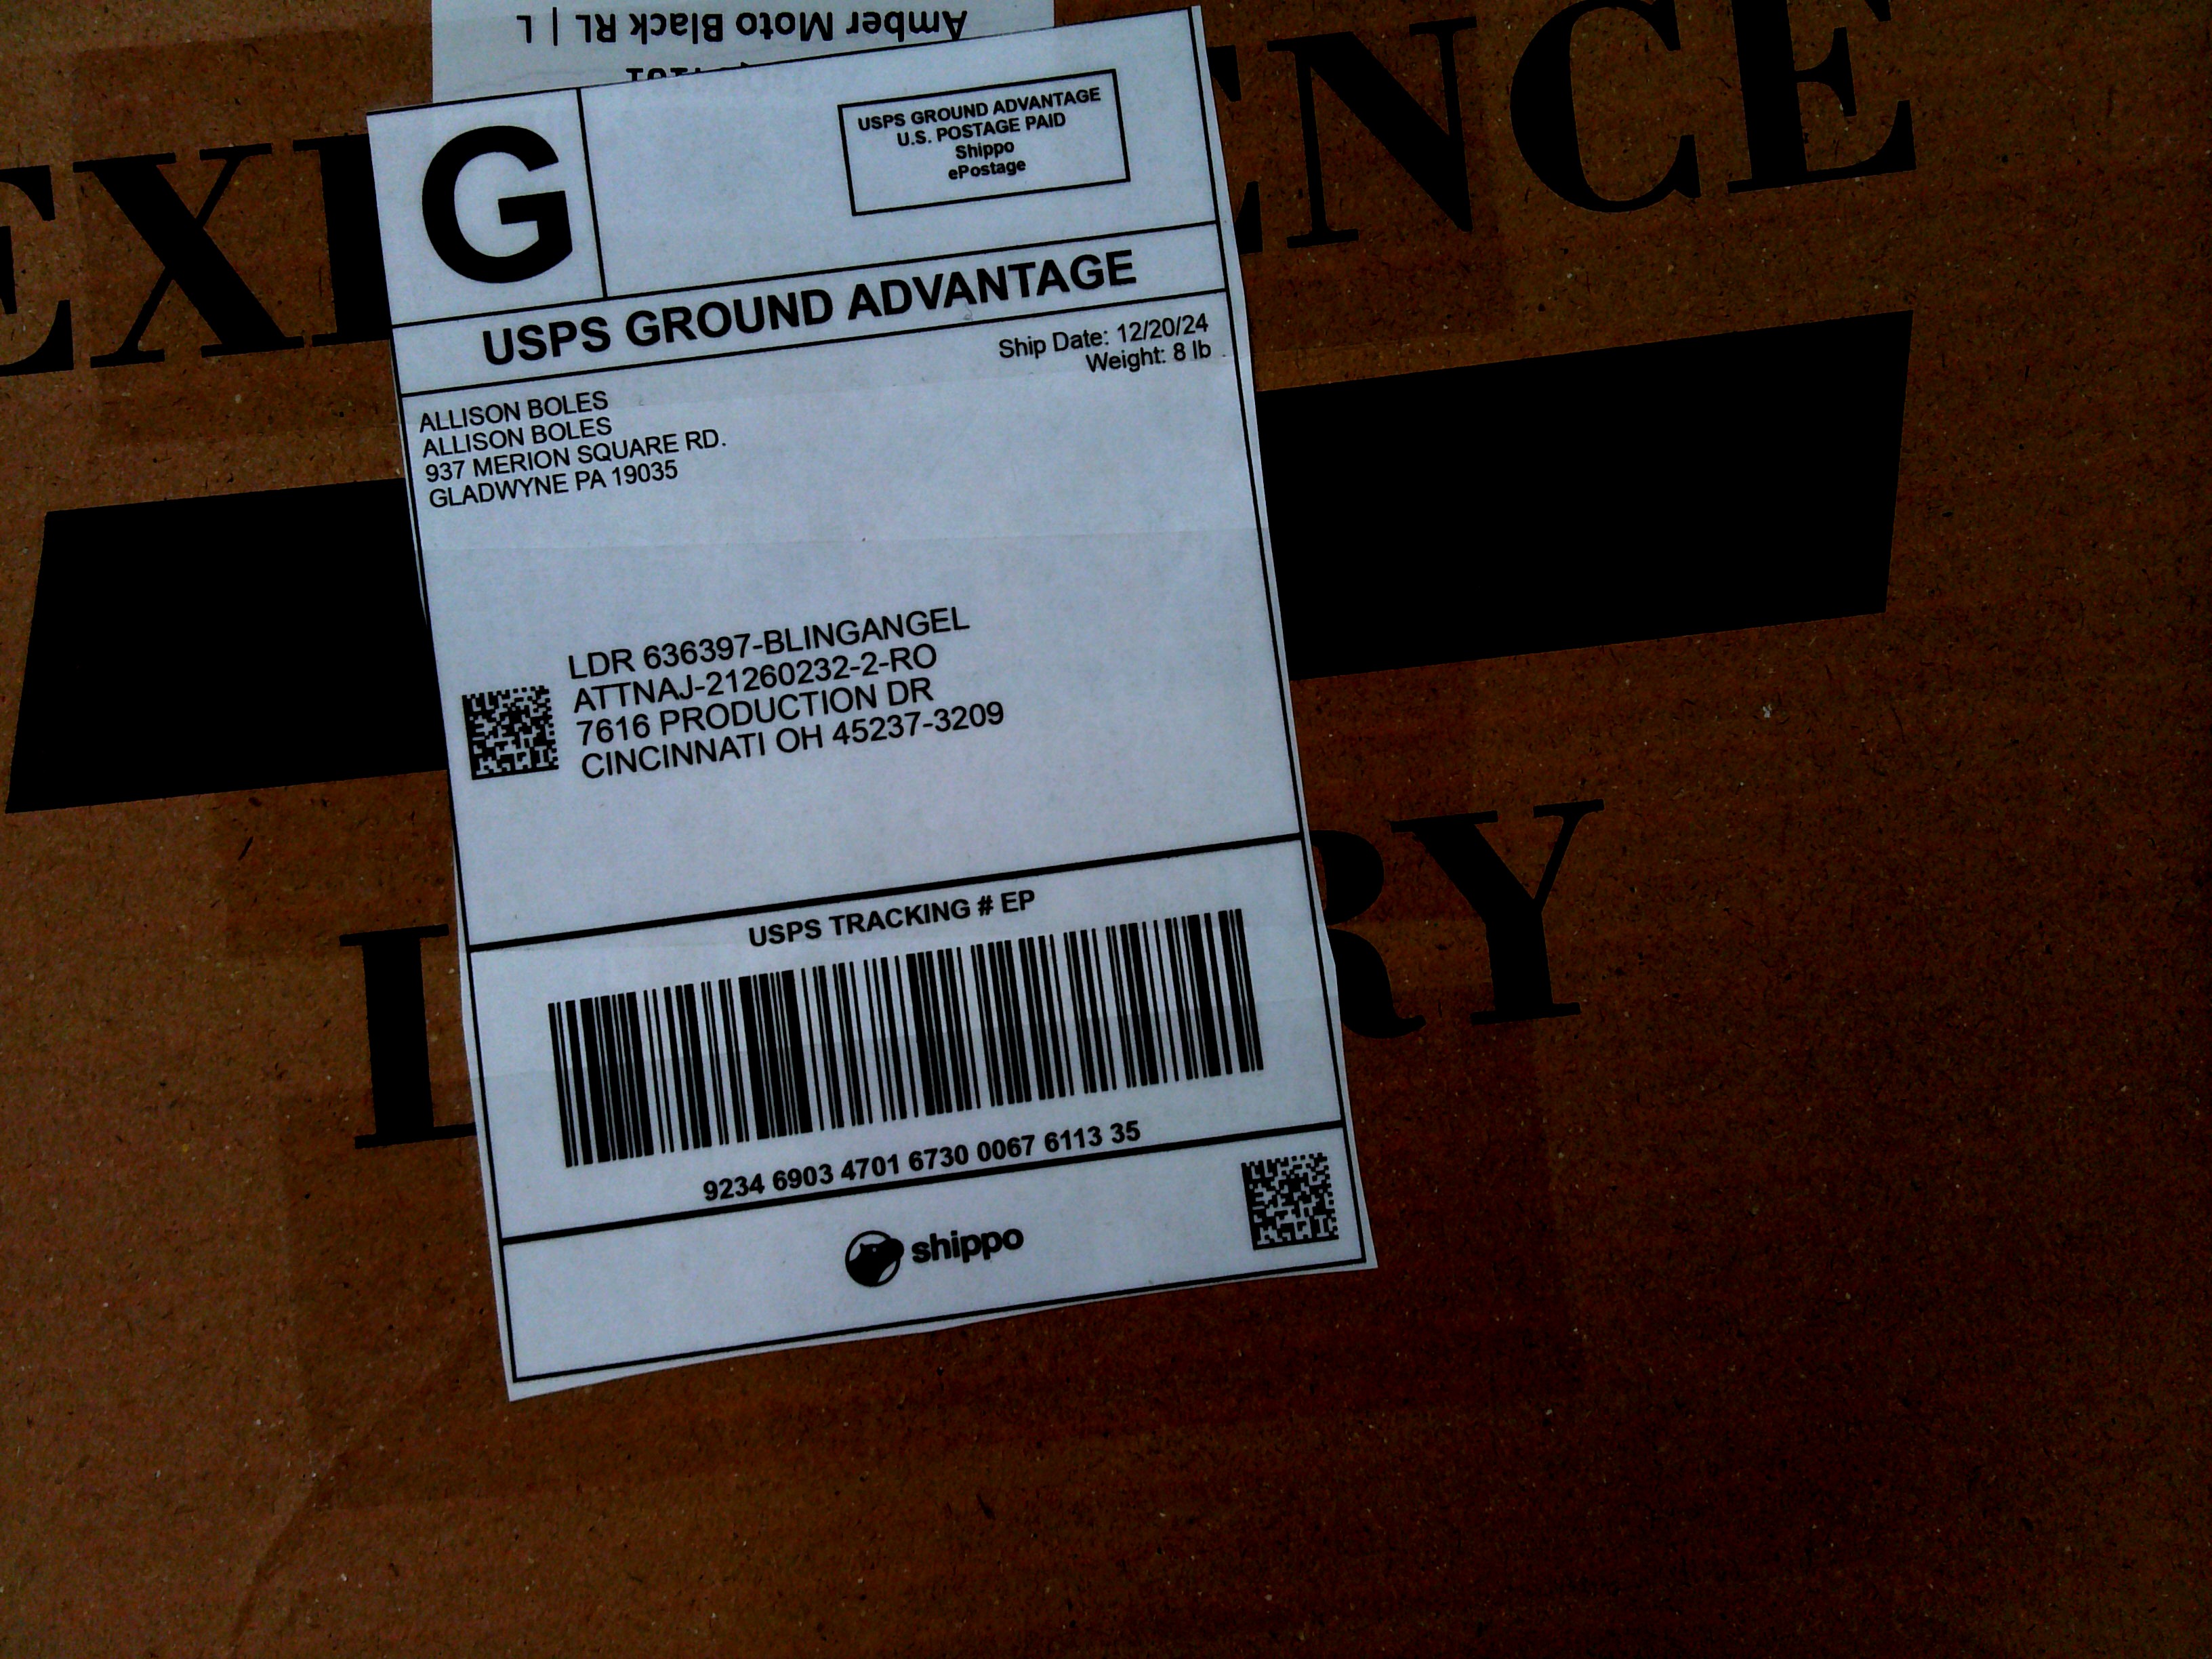 Amber Moto Black RL | L
G
USPS GROUND ADVANTAGE
U.S. POSTAGE PAID
Shippo
ePostage
USPS GROUND ADVANTAGE
Ship Date: 12/20/24
Weight: 8 lb
ALLISON BOLES
ALLISON BOLES
937 MERION SQUARE RD.
GLADWYNE PA 19035
LDR 636397-BLINGANGEL
ATTNAJ-21260232-2-RO
7616 PRODUCTION DR
CINCINNATI OH 45237-3209
USPS TRACKING # EP
9234 6903 4701 6730 0067 6113 35
shippo